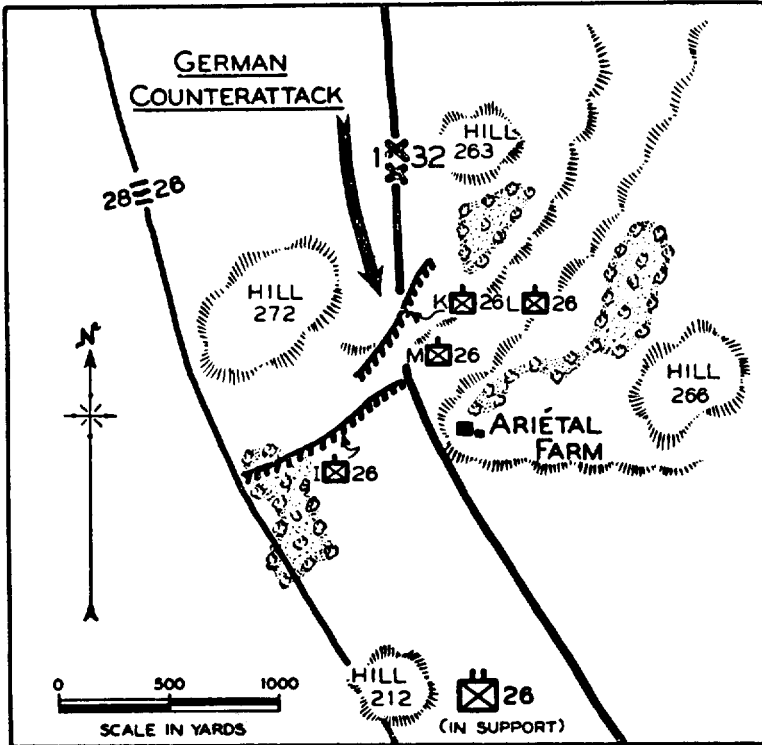 GERMAN
COUNTERATTACK
1 32
HILL
263
28 26
HILL
272
K 26 L 26
M 26
N
HILL
266
ARIÉTAL
FARM
I 26
0 500 1000
SCALE IN YARDS
HILL
212
26
(IN SUPPORT)